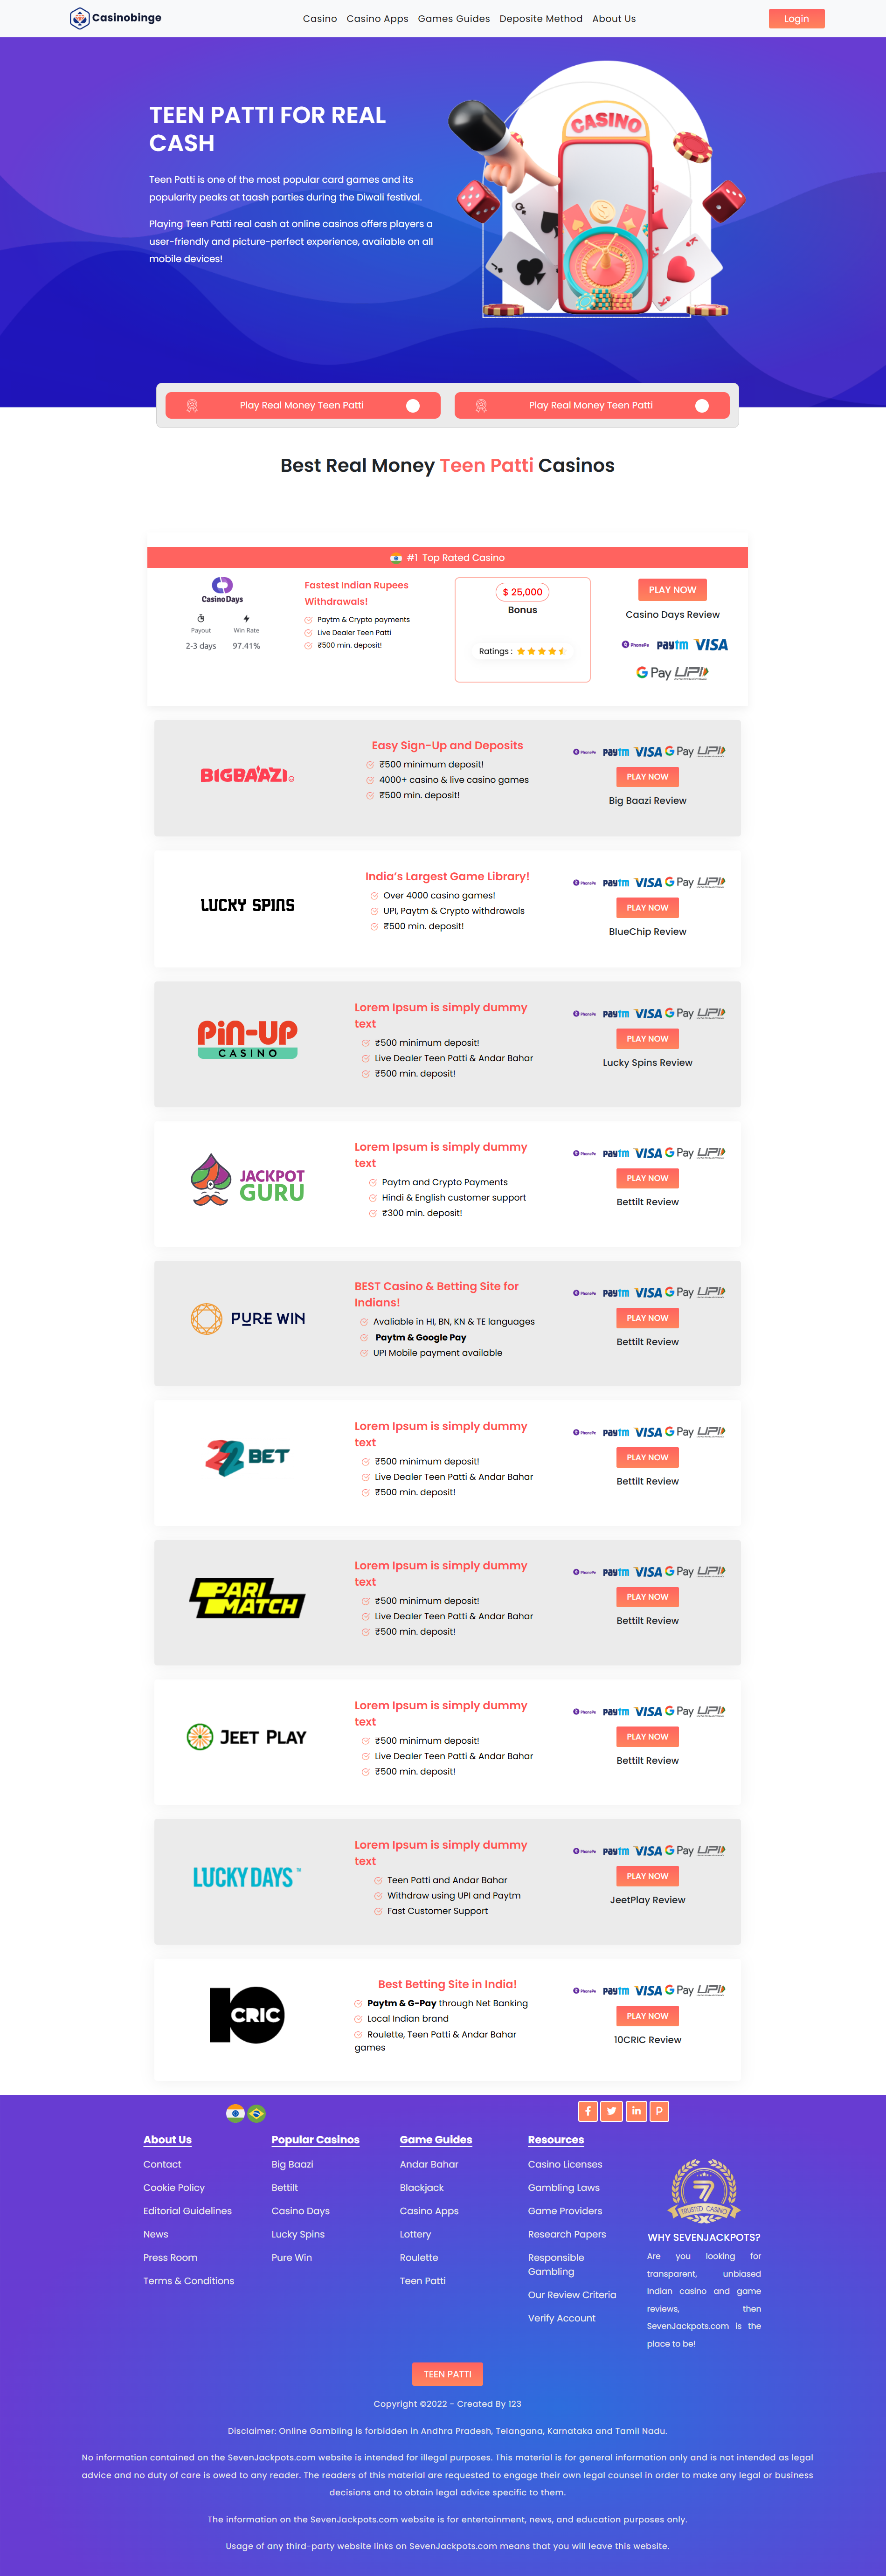 Casinobinge
Casino Casino Apps Games Guides Deposite Method About Us
Login
TEEN PATTI FOR REAL
CASH
Teen Patti is one of the most popular card games and its
popularity peaks at taash parties during the Diwali festival.
Playing Teen Patti real cash at online casinos offers players a
user-friendly and picture-perfect experience, available on all
mobile devices!
CASINO
Play Real Money Teen Patti
Play Real Money Teen Patti
Best Real Money Teen Patti Casinos
#1 Top Rated Casino
CasinoDays
Payout
Win Rate
2-3 days
97.41%
Fastest Indian Rupees
Withdrawals!
Paytm & Crypto payments
Live Dealer Teen Patti
₹500 min. deposit!
$ 25,000
Bonus
Ratings :
PLAY NOW
Casino Days Review
PhonePe paytm VISA
G Pay UPI
BIGBAAZI
Easy Sign-Up and Deposits
₹500 minimum deposit!
4000+ casino & live casino games
₹500 min. deposit!
PhonePe paytm VISA G Pay UPI
PLAY NOW
Big Baazi Review
LUCKY SPINS
India's Largest Game Library!
Over 4000 casino games!
UPI, Paytm & Crypto withdrawals
₹500 min. deposit!
PhonePe paytm VISA G Pay UPI
PLAY NOW
BlueChip Review
PiN-UP
CASINO
Lorem Ipsum is simply dummy
text
₹500 minimum deposit!
Live Dealer Teen Patti & Andar Bahar
₹500 min. deposit!
PhonePe paytm VISA G Pay UPI
PLAY NOW
Lucky Spins Review
JACKPOT
GURU
Lorem Ipsum is simply dummy
text
Paytm and Crypto Payments
Hindi & English customer support
₹300 min. deposit!
PhonePe paytm VISA G Pay UPI
PLAY NOW
Bettilt Review
PURE WIN
BEST Casino & Betting Site for
Indians!
Avaliable in HI, BN, KN & TE languages
Paytm & Google Pay
UPI Mobile payment available
PhonePe paytm VISA G Pay UPI
PLAY NOW
Bettilt Review
22 BET
Lorem Ipsum is simply dummy
text
₹500 minimum deposit!
Live Dealer Teen Patti & Andar Bahar
₹500 min. deposit!
PhonePe paytm VISA G Pay UPI
PLAY NOW
Bettilt Review
PARI
MATCH
Lorem Ipsum is simply dummy
text
₹500 minimum deposit!
Live Dealer Teen Patti & Andar Bahar
₹500 min. deposit!
PhonePe paytm VISA G Pay UPI
PLAY NOW
Bettilt Review
JEET PLAY
Lorem Ipsum is simply dummy
text
₹500 minimum deposit!
Live Dealer Teen Patti & Andar Bahar
₹500 min. deposit!
PhonePe paytm VISA G Pay UPI
PLAY NOW
Bettilt Review
LUCKY DAYS™
Lorem Ipsum is simply dummy
text
Teen Patti and Andar Bahar
Withdraw using UPI and Paytm
Fast Customer Support
PhonePe paytm VISA G Pay UPI
PLAY NOW
JeetPlay Review
10CRIC
Best Betting Site in India!
Paytm & G-Pay through Net Banking
Local Indian brand
Roulette, Teen Patti & Andar Bahar
games
PhonePe paytm VISA G Pay UPI
PLAY NOW
10CRIC Review
About Us
Contact
Cookie Policy
Editorial Guidelines
News
Press Room
Terms & Conditions
Popular Casinos
Big Baazi
Bettilt
Casino Days
Lucky Spins
Pure Win
Game Guides
Andar Bahar
Blackjack
Casino Apps
Lottery
Roulette
Teen Patti
Resources
Casino Licenses
Gambling Laws
Game Providers
Research Papers
Responsible
Gambling
Our Review Criteria
Verify Account
7
TRUSTED CASINO
WHY SEVENJACKPOTS?
Are you looking for
transparent, unbiased
Indian casino and game
reviews, then
SevenJackpots.com is the
place to be!
TEEN PATTI
Copyright ©2022 - Created By 123
Disclaimer: Online Gambling is forbidden in Andhra Pradesh, Telangana, Karnataka and Tamil Nadu.
No information contained on the SevenJackpots.com website is intended for illegal purposes. This material is for general information only and is not intended as legal
advice and no duty of care is owed to any reader. The readers of this material are requested to engage their own legal counsel in order to make any legal or business
decisions and to obtain legal advice specific to them.
The information on the SevenJackpots.com website is for entertainment, news, and education purposes only.
Usage of any third-party website links on SevenJackpots.com means that you will leave this website.